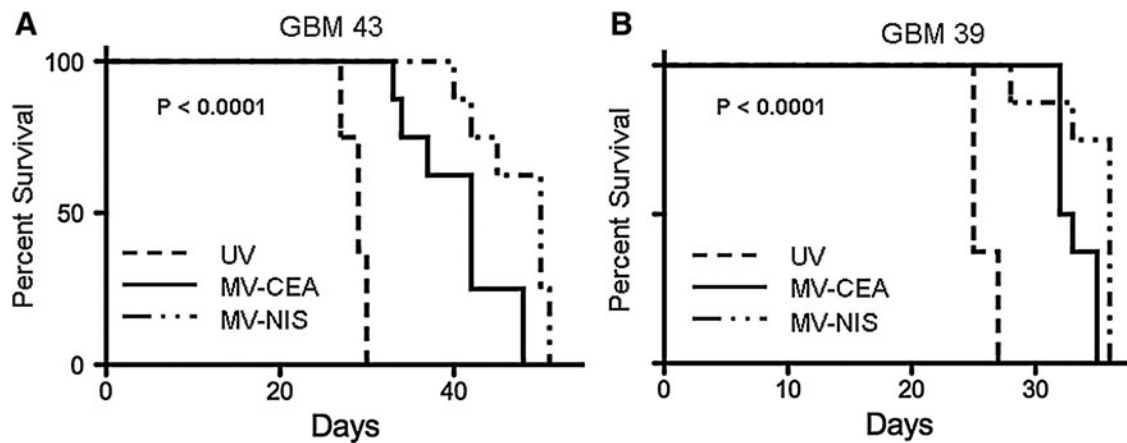 A
GBM 43
Percent Survival
100
50
0
P < 0.0001
UV
MV-CEA
MV-NIS
0 20 40
Days
B
GBM 39
Percent Survival
P < 0.0001
UV
MV-CEA
MV-NIS
0 10 20 30
Days